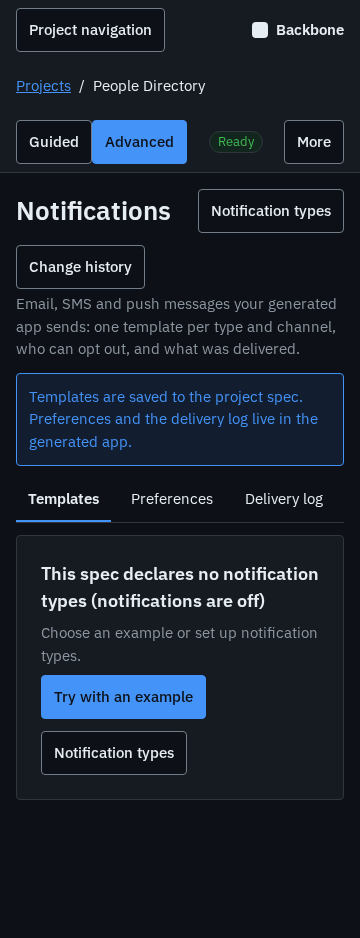 Project navigation
Backbone
Projects / People Directory
Guided
Advanced
Ready
More
Notifications
Notification types
Change history
Email, SMS and push messages your generated
app sends: one template per type and channel,
who can opt out, and what was delivered.
Templates are saved to the project spec.
Preferences and the delivery log live in the
generated app.
Templates
Preferences
Delivery log
This spec declares no notification
types (notifications are off)
Choose an example or set up notification
types.
Try with an example
Notification types